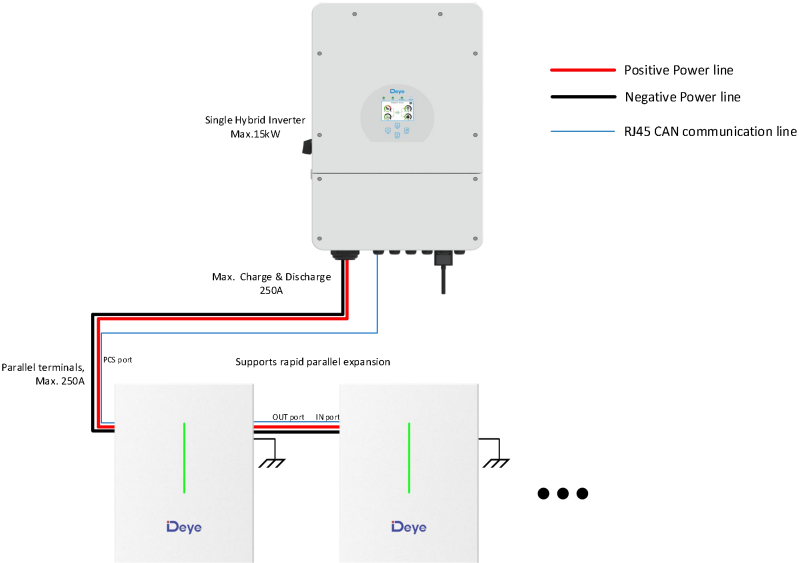 Deye
Positive Power line
Negative Power line
RJ45 CAN communication line
Single Hybrid Inverter
Max.15kW
Max. Charge & Discharge
250A
PCS port
Supports rapid parallel expansion
Parallel terminals,
Max. 250A
OUT port
IN port
Deye
Deye